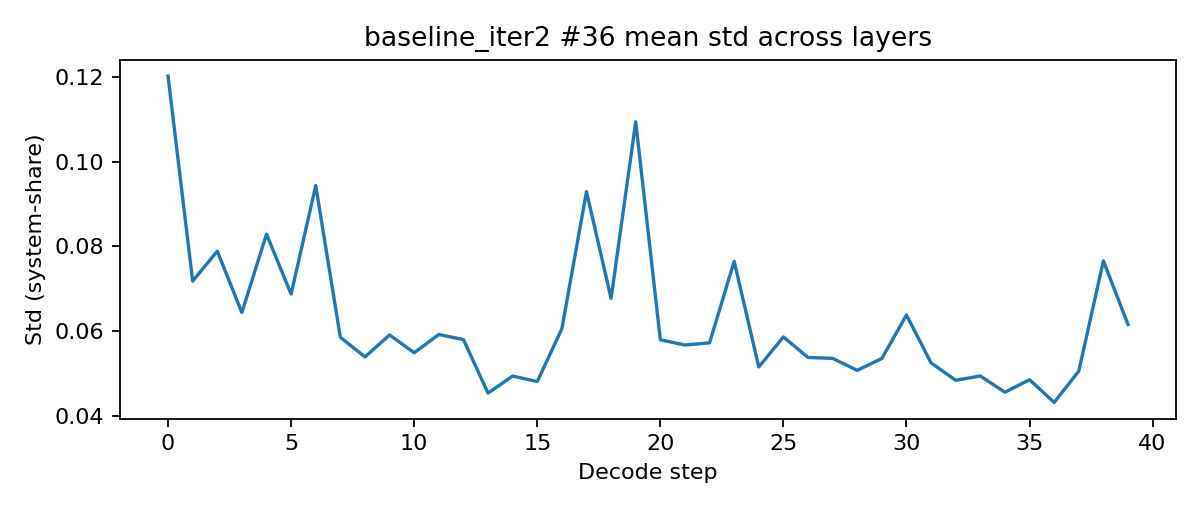 baseline_iter2 #36 mean std across layers
0.12
0.10
0.08
0.06
0.04
Std (system-share)
0 5 10 15 20 25 30 35 40
Decode step